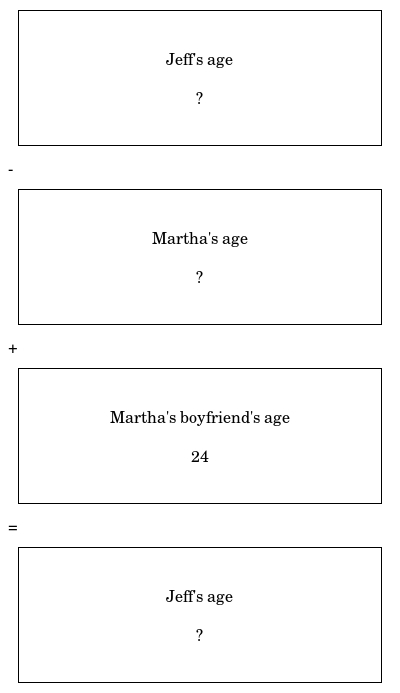 Jeff's age
?
-
Martha's age
?
+
Martha's boyfriend's age
24
=
Jeff's age
?